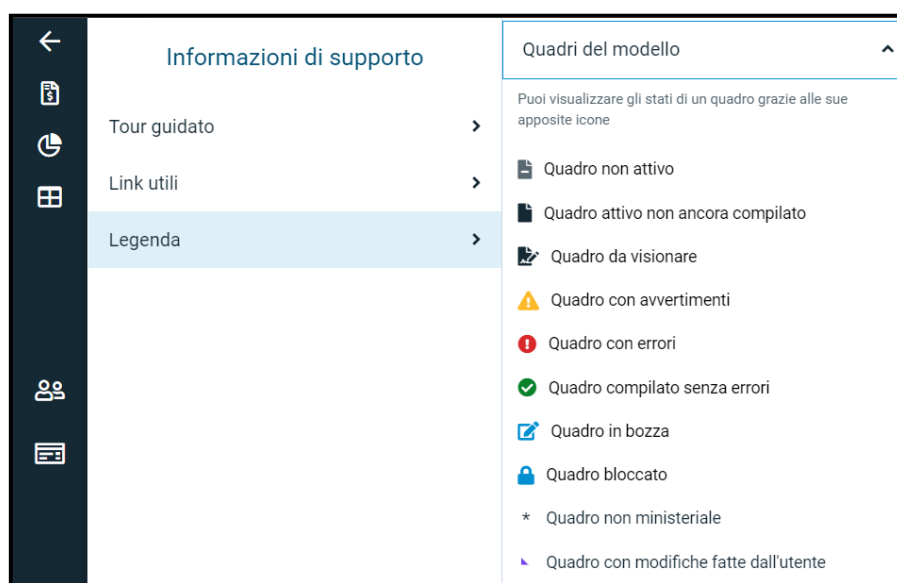 Informazioni di supporto
Tour guidato
Link utili
Legenda
Quadri del modello
Puoi visualizzare gli stati di un quadro grazie alle sue
apposite icone
Quadro non attivo
Quadro attivo non ancora compilato
Quadro da visionare
Quadro con avvertimenti
Quadro con errori
Quadro compilato senza errori
Quadro in bozza
Quadro bloccato
* Quadro non ministeriale
Quadro con modifiche fatte dall'utente